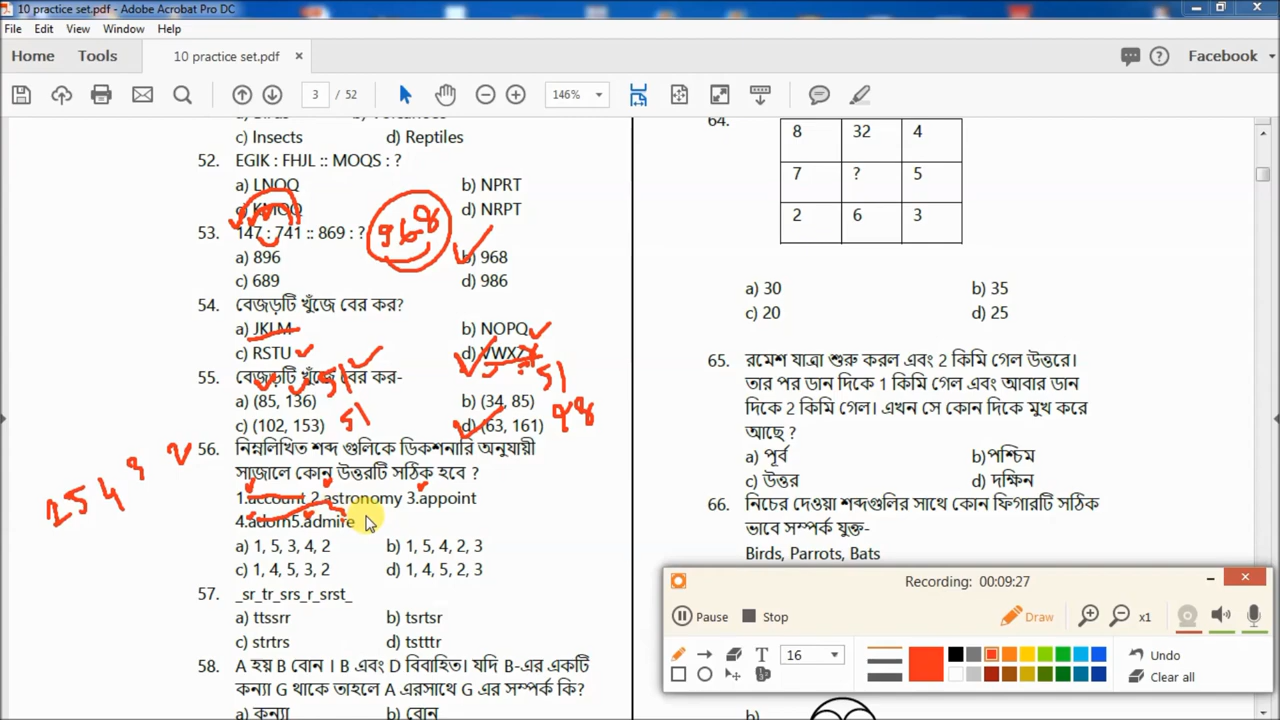 10 practice set.pdf - Adobe Acrobat Pro DC
File Edit View Window Help
Home Tools 10 practice set.pdf × Facebook
3 / 52 146%
c) Insects d) Reptiles
52. EGIK : FHJL :: MOQS : ?
a) LNOQ b) NPRT
c) KMOQ d) NRPT
53. 147 : 741 :: 869 : ?
968
a) 896 b) 968
c) 689 d) 986
54. বেজড়টি খুঁজে বের কর?
a) JKLM b) NOPQ
c) RSTU d) VWXZ
55. বেজড়টি খুঁজে বের কর-
51 51
a) (85, 136) b) (34, 85)
c) (102, 153) d) (63, 161)
51 98
56 নিম্নলিখিত শব্দ গুলিকে ডিকশনারি অনুযায়ী
সাজালে কোন উত্তরটি সঠিক হবে ?
1.account 2.astronomy 3.appoint
4.adorn5.admire
a) 1, 5, 3, 4, 2 b) 1, 5, 4, 2, 3
c) 1, 4, 5, 3, 2 d) 1, 4, 5, 2, 3
57. _sr_tr_srs_r_srst_
a) ttssrr b) tsrtsr
c) strtrs d) tstttr
58. A হয় B বোন । B এবং D বিবাহিত। যদি B-এর একটি
কন্যা G থাকে তাহলে A এরসাথে G এর সম্পর্ক কি?
a) কন্যা b) বোন
64.
8 32 4
7 ? 5
2 6 3
a) 30 b) 35
c) 20 d) 25
65. রমেশ যাত্রা শুরু করল এবং 2 কিমি গেল উত্তরে।
তার পর ডান দিকে 1 কিমি গেল এবং আবার ডান
দিকে 2 কিমি গেল। এখন সে কোন দিকে মুখ করে
আছে ?
a) পূর্ব b)পশ্চিম
c) উত্তর d) দক্ষিন
66 নিচের দেওয়া শব্দগুলির সাথে কোন ফিগারটি সঠিক
ভাবে সম্পর্ক যুক্ত-
Birds, Parrots, Bats
Recording: 00:09:27
Pause Stop Draw x1
T 16 Undo
Clear all
b)